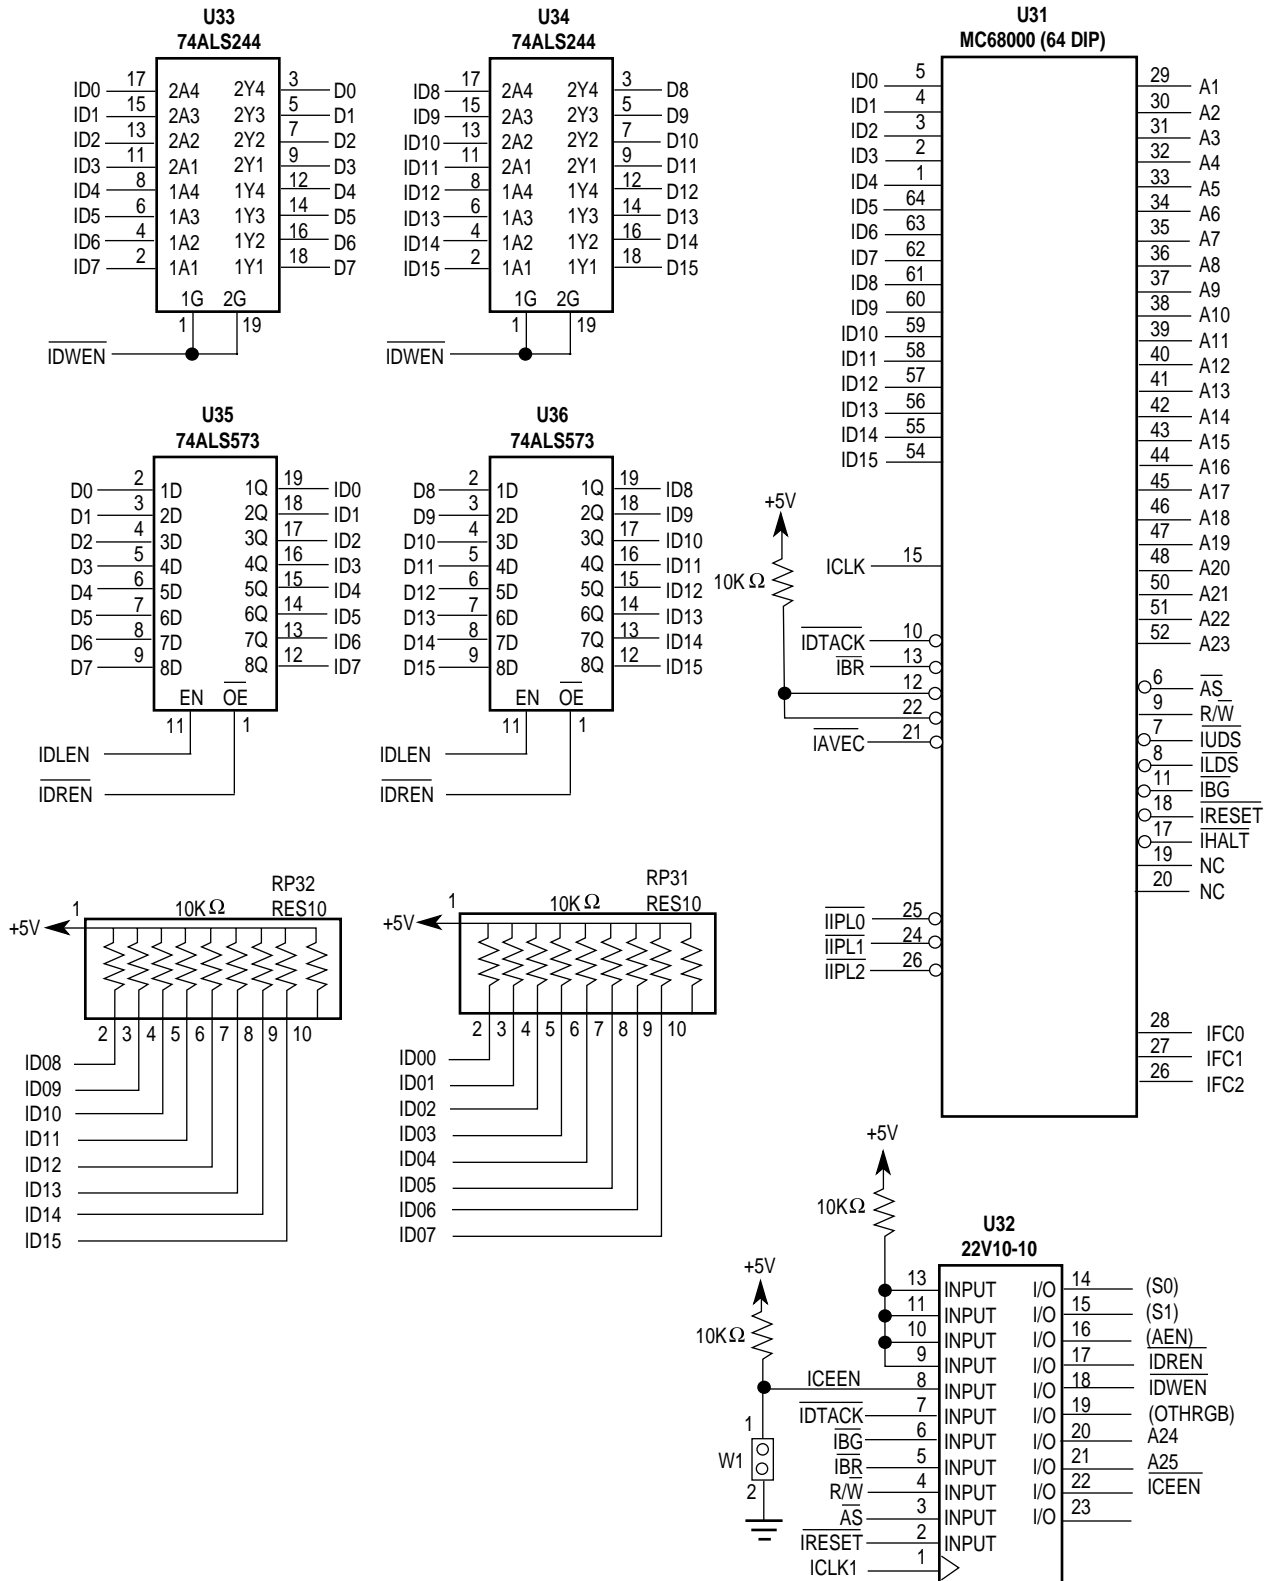 U33
74ALS244
ID0 17 2A4 2Y4 3 D0
ID1 15 2A3 2Y3 5 D1
ID2 13 2A2 2Y2 7 D2
ID3 11 2A1 2Y1 9 D3
ID4 8 1A4 1Y4 12 D4
ID5 6 1A3 1Y3 14 D5
ID6 4 1A2 1Y2 16 D6
ID7 2 1A1 1Y1 18 D7
1G 2G
1 19
IDWEN
U34
74ALS244
ID8 17 2A4 2Y4 3 D8
ID9 15 2A3 2Y3 5 D9
ID10 13 2A2 2Y2 7 D10
ID11 11 2A1 2Y1 9 D11
ID12 8 1A4 1Y4 12 D12
ID13 6 1A3 1Y3 14 D13
ID14 4 1A2 1Y2 16 D14
ID15 2 1A1 1Y1 18 D15
1G 2G
1 19
IDWEN
U35
74ALS573
D0 2 1D 1Q 19 ID0
D1 3 2D 2Q 18 ID1
D2 4 3D 3Q 17 ID2
D3 5 4D 4Q 16 ID3
D4 6 5D 5Q 15 ID4
D5 7 6D 6Q 14 ID5
D6 8 7D 7Q 13 ID6
D7 9 8D 8Q 12 ID7
EN OE
11 1
IDLEN
IDREN
U36
74ALS573
D8 2 1D 1Q 19 ID8
D9 3 2D 2Q 18 ID9
D10 4 3D 3Q 17 ID10
D11 5 4D 4Q 16 ID11
D12 6 5D 5Q 15 ID12
D13 7 6D 6Q 14 ID13
D14 8 7D 7Q 13 ID14
D15 9 8D 8Q 12 ID15
EN OE
11 1
IDLEN
IDREN
RP32
1 10KΩ RES10
+5V
2 3 4 5 6 7 8 9 10
ID08
ID09
ID10
ID11
ID12
ID13
ID14
ID15
RP31
1 10KΩ RES10
+5V
2 3 4 5 6 7 8 9 10
ID00
ID01
ID02
ID03
ID04
ID05
ID06
ID07
U31
MC68000 (64 DIP)
ID0 5 29 A1
ID1 4 30 A2
ID2 3 31 A3
ID3 2 32 A4
ID4 1 33 A5
ID5 64 34 A6
ID6 63 35 A7
ID7 62 36 A8
ID8 61 37 A9
ID9 60 38 A10
ID10 59 39 A11
ID11 58 40 A12
ID12 57 41 A13
ID13 56 42 A14
ID14 55 43 A15
ID15 54 44 A16
45 A17
46 A18
47 A19
48 A20
50 A21
51 A22
52 A23
+5V
10KΩ
ICLK 15
IDTACK 10
IBR 13
12
22
IAVEC 21
6 AS
9 R/W
7 IUDS
8 ILDS
11 IBG
18 IRESET
17 IHALT
19 NC
20 NC
IIPL0 25
IIPL1 24
IIPL2 26
28 IFC0
27 IFC1
26 IFC2
+5V
10KΩ
U32
22V10-10
+5V
10KΩ
13 INPUT I/O 14 (S0)
11 INPUT I/O 15 (S1)
10 INPUT I/O 16 (AEN)
9 INPUT I/O 17 IDREN
ICEEN 8 INPUT I/O 18 IDWEN
IDTACK 7 INPUT I/O 19 (OTHRGB)
IBG 6 INPUT I/O 20 A24
IBR 5 INPUT I/O 21 A25
R/W 4 INPUT I/O 22 ICEEN
AS 3 INPUT I/O 23
IRESET 2 INPUT
ICLK1 1
1
W1
2